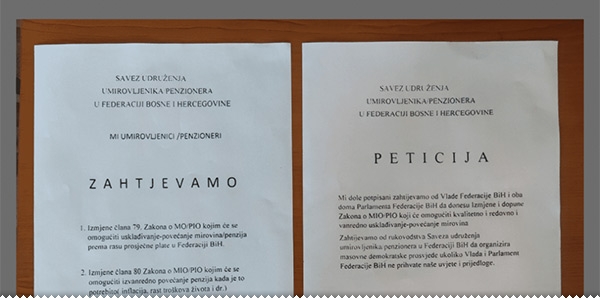 SAVEZ UDRUŽENJA
UMIROVLJENIKA PENZIONERA
U FEDERACIJI BOSNE I HERCEGOVINE
MI UMIROVLJENICI /PENZIONERI
ZAHTJEVAMO
1. Izmjene člana 79. Zakona o MIO/PIO kojim će se
omogućiti usklađivanje-povećanje mirovina/penzija
prema rasu prosječne plate u Federaciji BiH.
2. Izmjene člana 80 Zakona o MIO/PIO kojim će se
omogućiti izvanredno povećanje penzija kada je to
potreba(od inflacija, rast troškova života i dr.)
SAVEZ UDRUŽENJA
UMIROVLJENIKA/PENZIONERA
U FEDERACIJI BOSNE I HERCEGOVINE
PETICIJA
Mi dole potpisani zahtijevamo od Vlade Federacije BiH i oba
doma Parlamenta Federacije BiH da donesu Izmjene i dopune
Zakona o MIO-PIO koji će omogućiti kvalitetno i redovno i
vanredno usklađivanje-povećanje mirovina
Zahtijevamo od rukovodstva Saveza udruženja
umirovljenika penzionera u Federaciji BiH da organizira
masovne demokratske prosvjede ukoliko Vlada i Parlament
Federacije BiH ne prihvate naše uvjete i prijedloge.